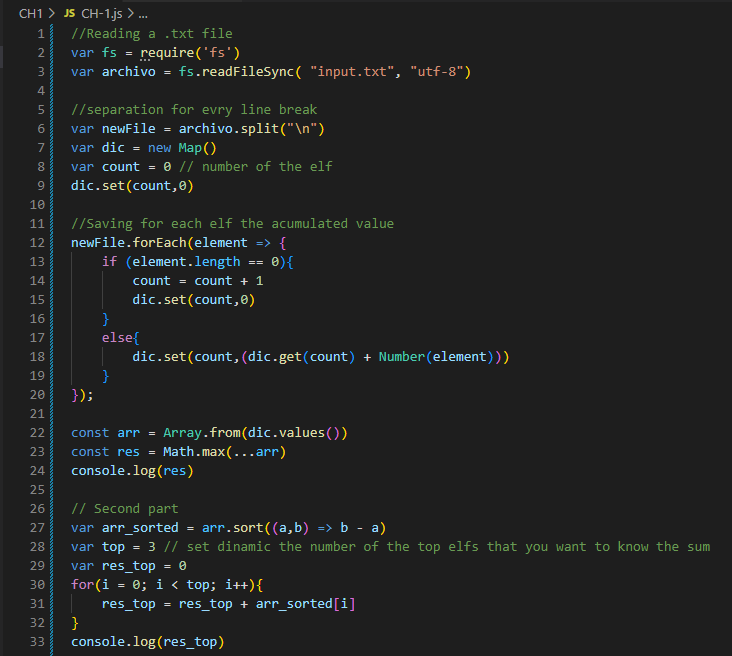 CH1 > JS CH-1.js > ...
1 //Reading a .txt file
2 var fs = require('fs')
3 var archivo = fs.readFileSync( "input.txt", "utf-8")
4
5 //separation for evry line break
6 var newFile = archivo.split("\n")
7 var dic = new Map()
8 var count = 0 // number of the elf
9 dic.set(count,0)
10
11 //Saving for each elf the acumulated value
12 newFile.forEach(element => {
13     if (element.length == 0){
14         count = count + 1
15         dic.set(count,0)
16     }
17     else{
18         dic.set(count,(dic.get(count) + Number(element)))
19     }
20 });
21
22 const arr = Array.from(dic.values())
23 const res = Math.max(...arr)
24 console.log(res)
25
26 // Second part
27 var arr_sorted = arr.sort((a,b) => b - a)
28 var top = 3 // set dinamic the number of the top elfs that you want to know the sum
29 var res_top = 0
30 for(i = 0; i < top; i++){
31     res_top = res_top + arr_sorted[i]
32 }
33 console.log(res_top)